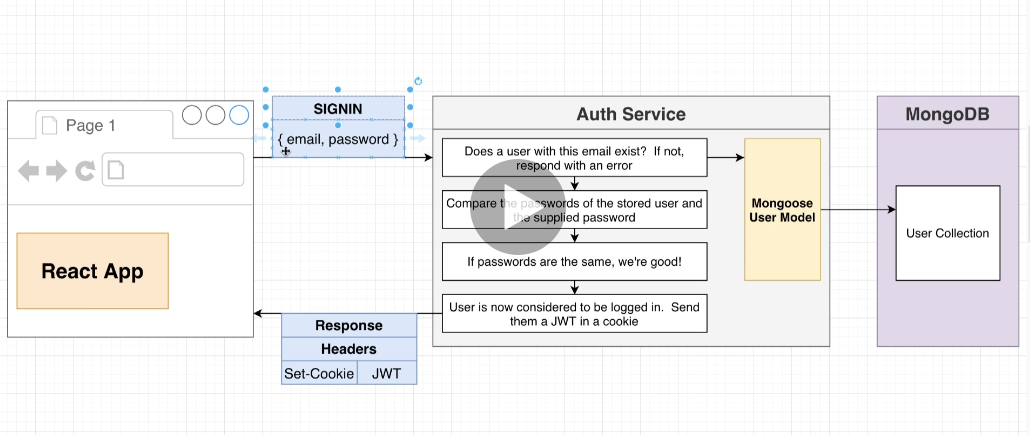 Page 1
React App
SIGNIN
{ email, password }
Response
Headers
Set-Cookie
JWT
Auth Service
Does a user with this email exist?  If not,
respond with an error
Compare the passwords of the stored user and
the supplied password
If passwords are the same, we're good!
User is now considered to be logged in.  Send
them a JWT in a cookie
Mongoose
User Model
MongoDB
User Collection